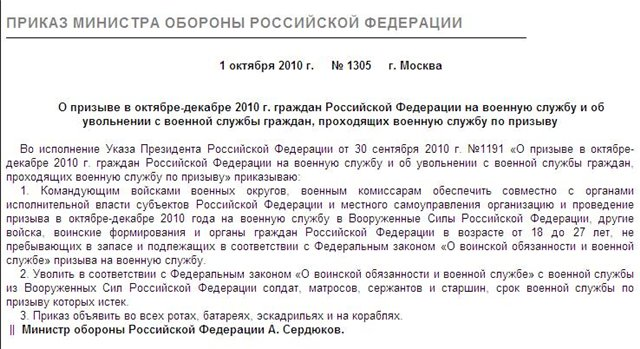 ПРИКАЗ МИНИСТРА ОБОРОНЫ РОССИЙСКОЙ ФЕДЕРАЦИИ
1 октября 2010 г. № 1305 г. Москва
О призыве в октябре-декабре 2010 г. граждан Российской Федерации на военную службу и об
увольнении с военной службы граждан, проходящих военную службу по призыву
Во исполнение Указа Президента Российской Федерации от 30 сентября 2010 г. №1191 «О призыве в октябре-
декабре 2010 г. граждан Российской Федерации на военную службу и об увольнении с военной службы граждан,
проходящих военную службу по призыву» приказываю:
1. Командующим войсками военных округов, военным комиссарам обеспечить совместно с органами
исполнительной власти субъектов Российской Федерации и местного самоуправления организацию и проведение
призыва в октябре-декабре 2010 года на военную службу в Вооруженные Силы Российской Федерации, другие
войска, воинские формирования и органы граждан Российской Федерации в возрасте от 18 до 27 лет, не
пребывающих в запасе и подлежащих в соответствии с Федеральным законом «О воинской обязанности и военной
службе» призыва на военную службу.
2. Уволить в соответствии с Федеральным законом «О воинской обязанности и военной службе» с военной службы
из Вооруженных Сил Российской Федерации солдат, матросов, сержантов и старшин, срок военной службы по
призыву которых истек.
3. Приказ объявить во всех ротах, батареях, эскадрильях и на кораблях.
|| Министр обороны Российской Федерации А. Сердюков.